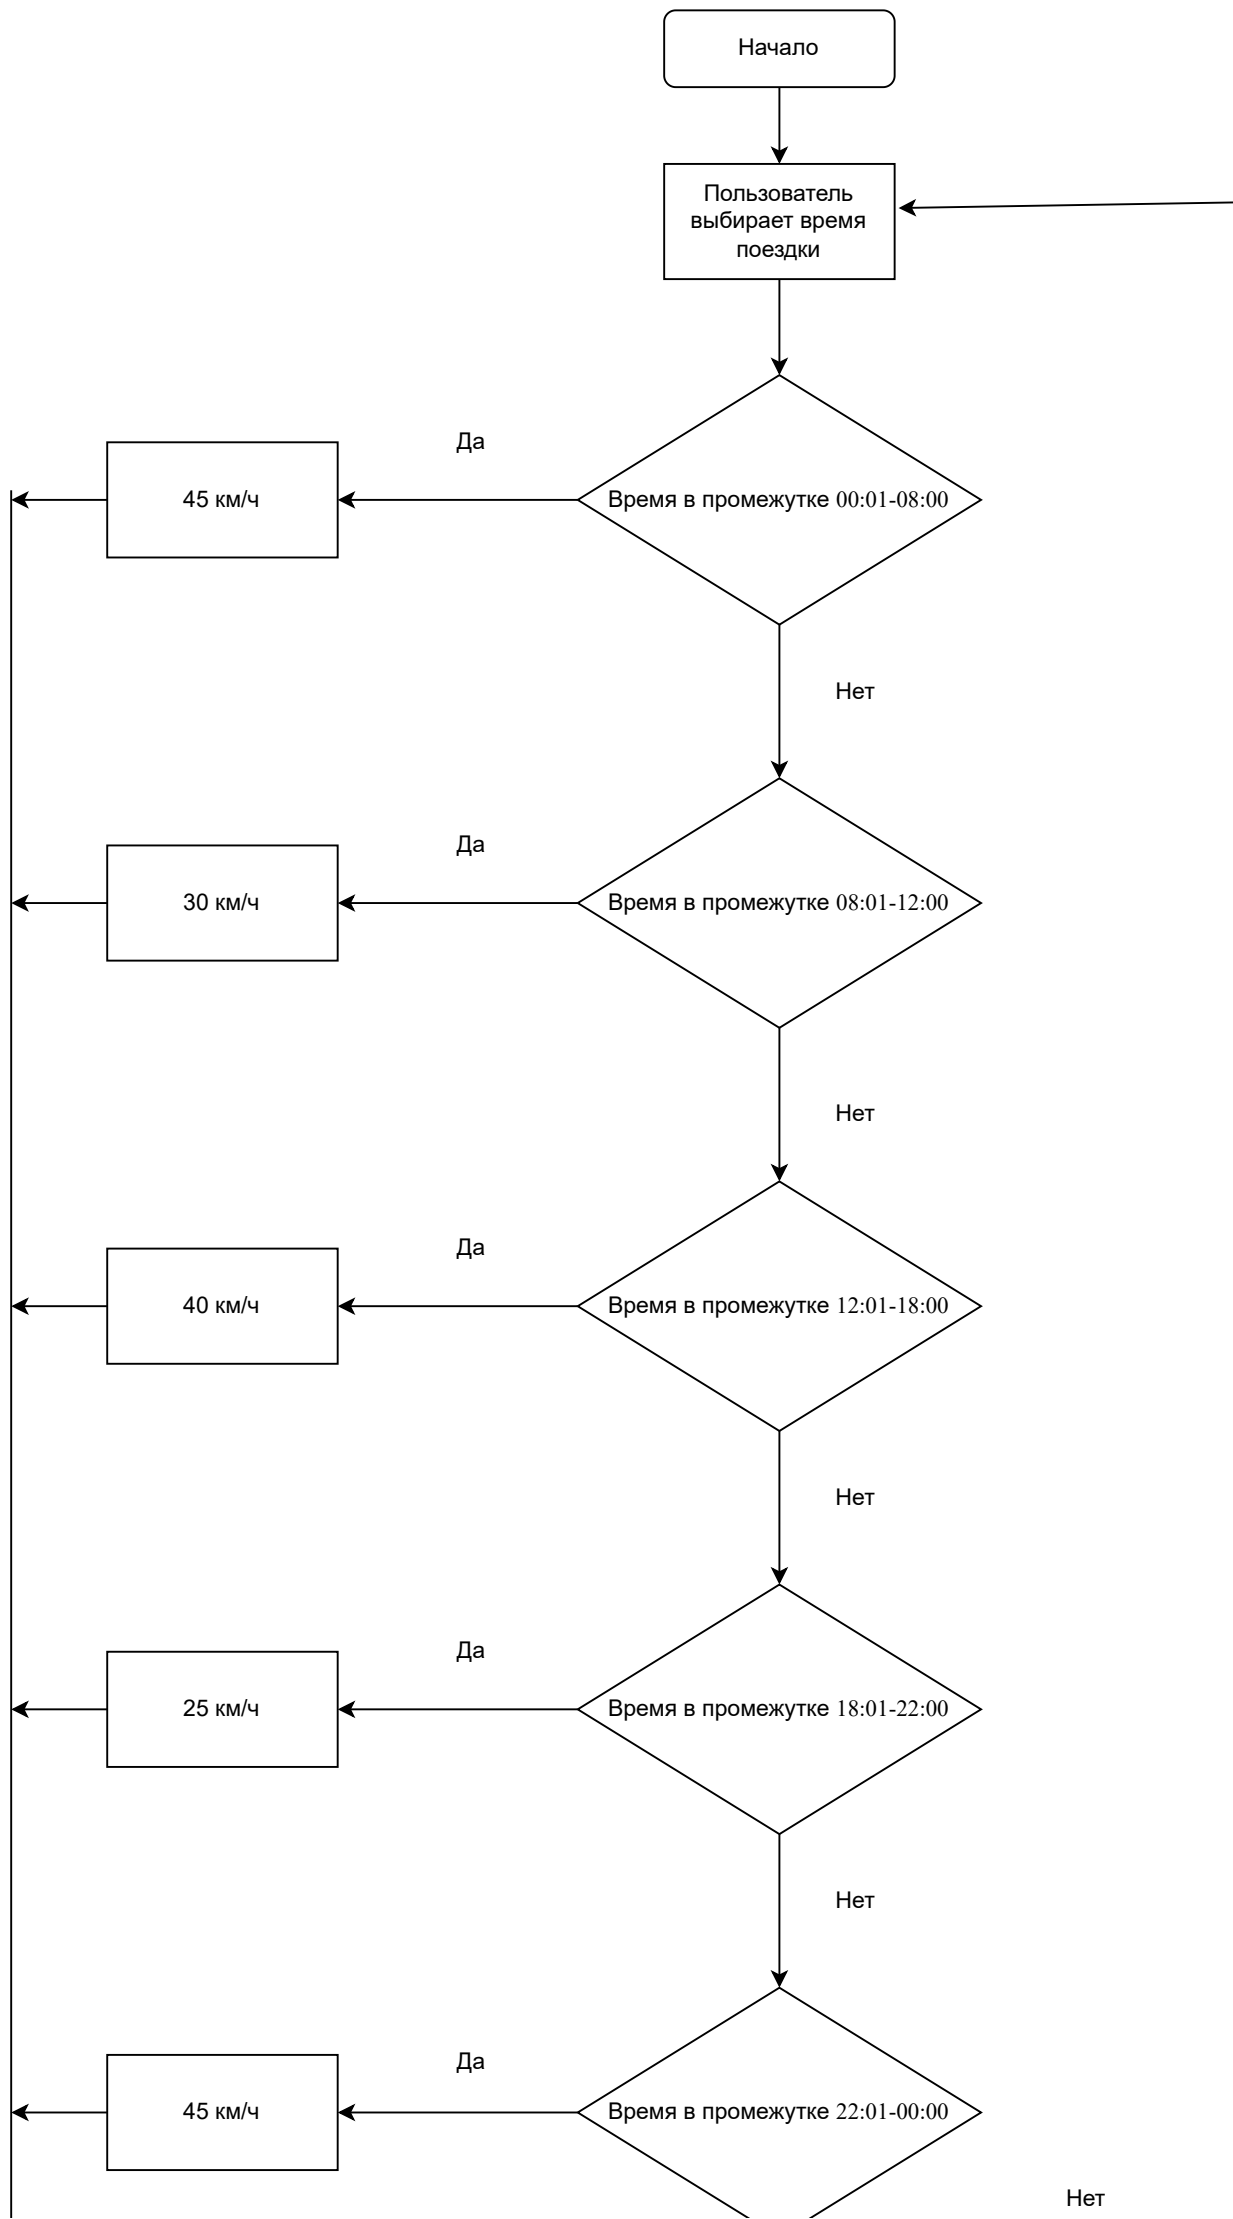 Начало
Пользователь
выбирает время
поездки
Да
45 км/ч
Время в промежутке 00:01-08:00
Нет
Да
30 км/ч
Время в промежутке 08:01-12:00
Нет
Да
40 км/ч
Время в промежутке 12:01-18:00
Нет
Да
25 км/ч
Время в промежутке 18:01-22:00
Нет
Да
45 км/ч
Время в промежутке 22:01-00:00
Нет